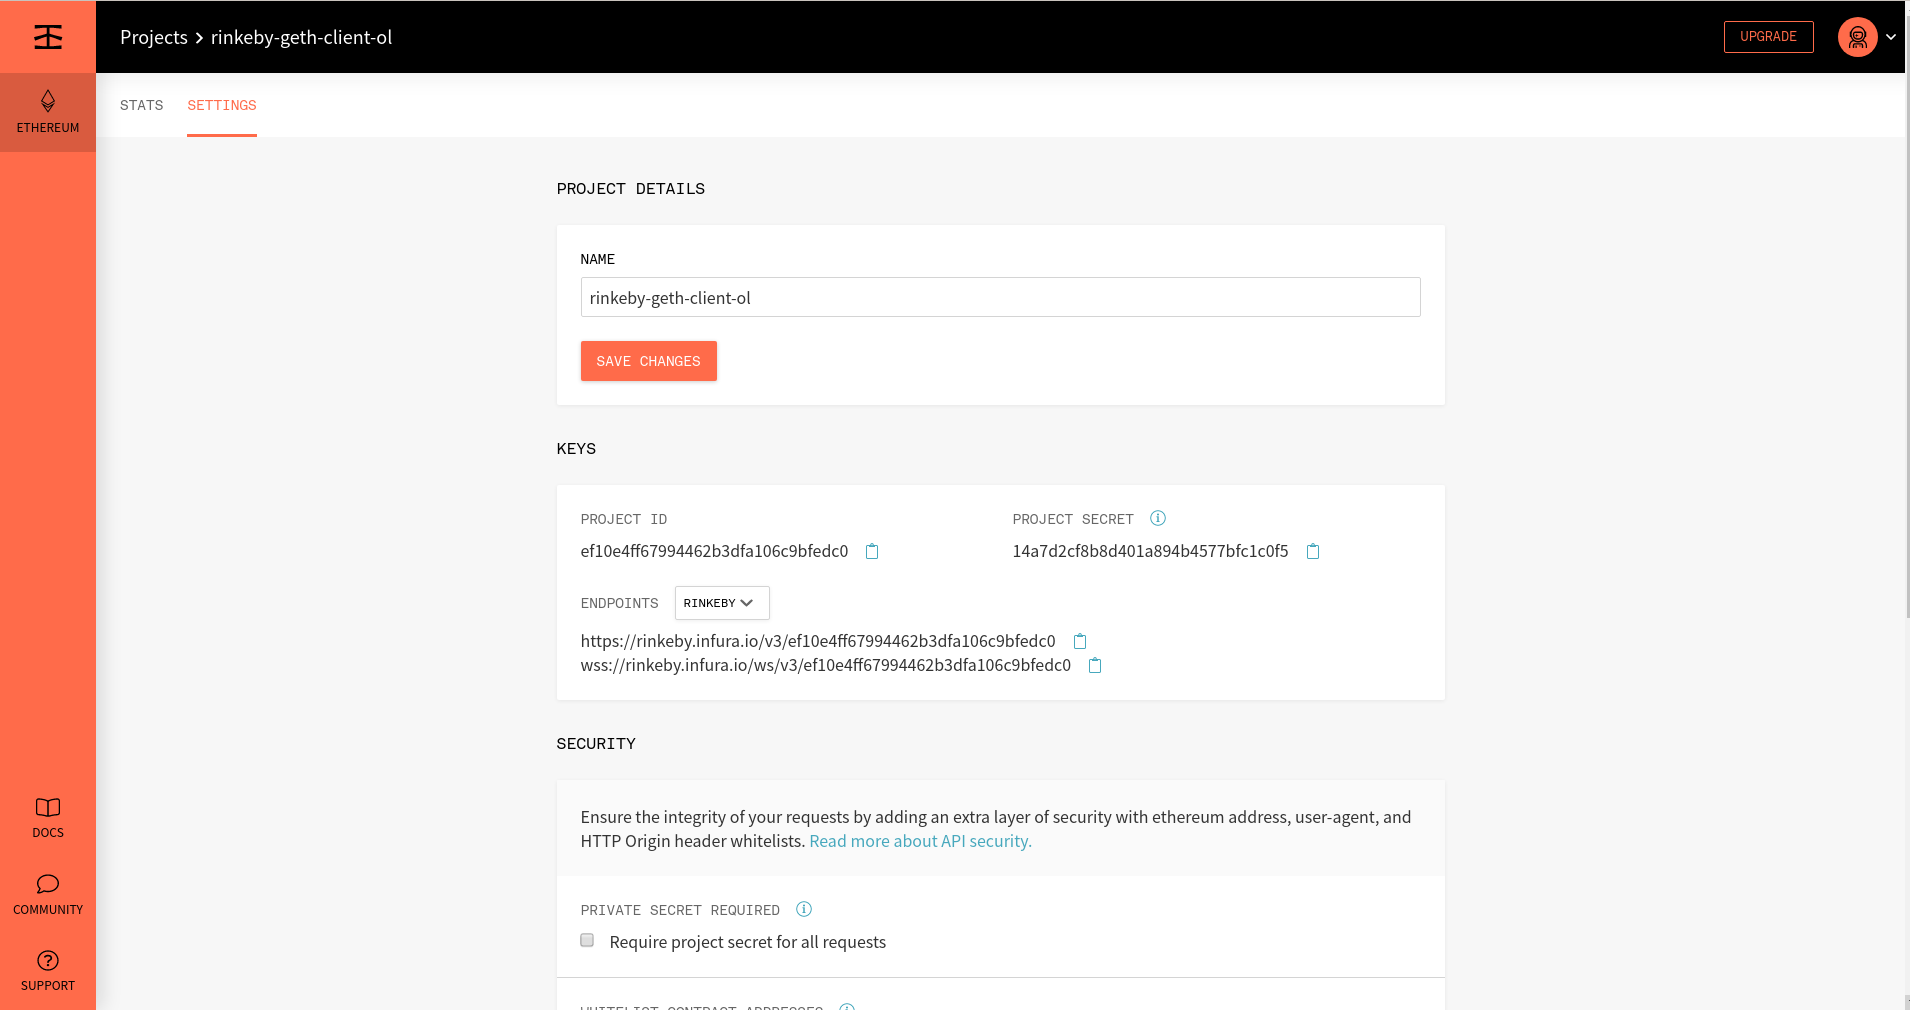 Projects > rinkeby-geth-client-ol
UPGRADE
ETHEREUM
STATS SETTINGS
PROJECT DETAILS
NAME
rinkeby-geth-client-ol
SAVE CHANGES
KEYS
PROJECT ID
ef10e4ff67994462b3dfa106c9bfedc0
PROJECT SECRET
14a7d2cf8b8d401a894b4577bfc1c0f5
ENDPOINTS RINKEBY
https://rinkeby.infura.io/v3/ef10e4ff67994462b3dfa106c9bfedc0
wss://rinkeby.infura.io/ws/v3/ef10e4ff67994462b3dfa106c9bfedc0
SECURITY
Ensure the integrity of your requests by adding an extra layer of security with ethereum address, user-agent, and
HTTP Origin header whitelists. Read more about API security.
PRIVATE SECRET REQUIRED
Require project secret for all requests
WHITELIST CONTRACT ADDRESSES
DOCS
COMMUNITY
SUPPORT